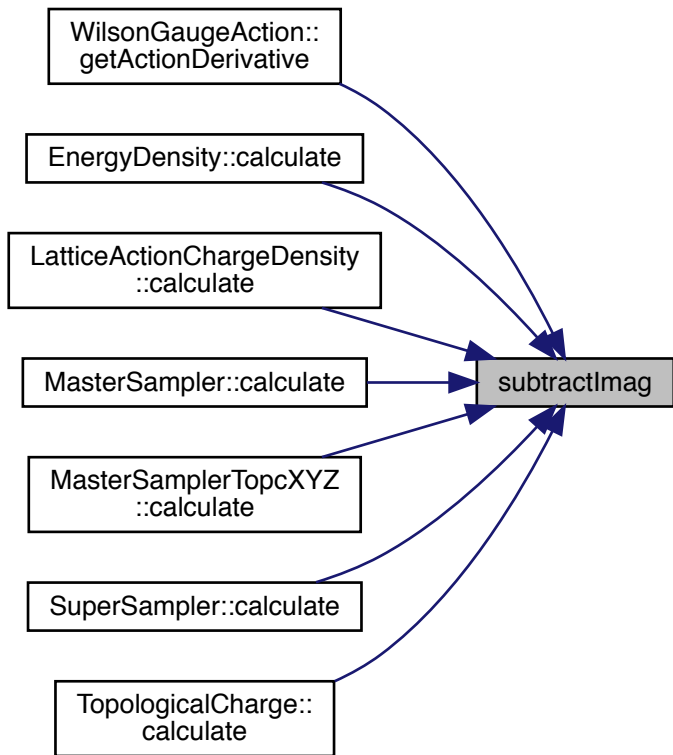 WilsonGaugeAction::
getActionDerivative
EnergyDensity::calculate
LatticeActionChargeDensity
::calculate
MasterSampler::calculate
subtractImag
MasterSamplerTopcXYZ
::calculate
SuperSampler::calculate
TopologicalCharge::
calculate